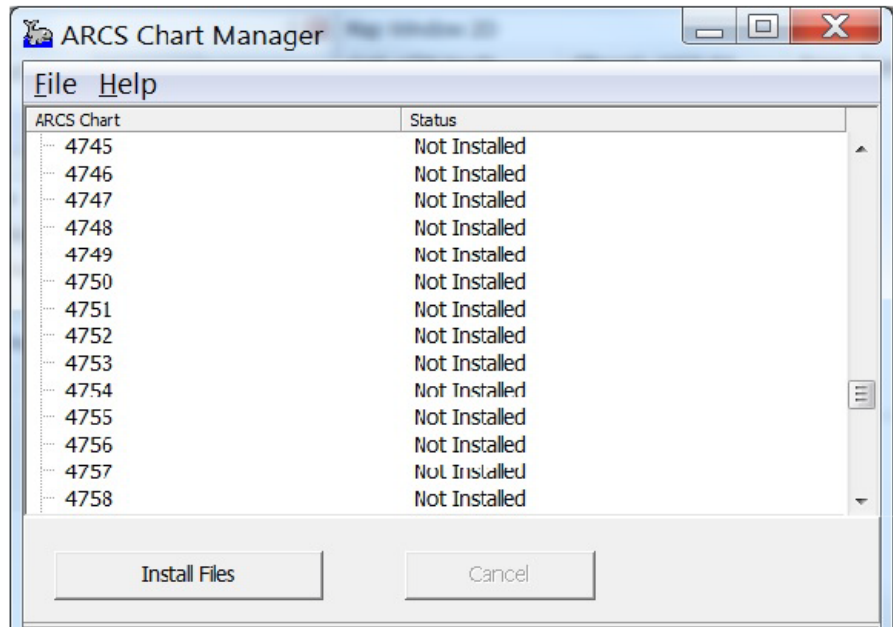 ARCS Chart Manager
File Help
ARCS Chart Status
4745 Not Installed
4746 Not Installed
4747 Not Installed
4748 Not Installed
4749 Not Installed
4750 Not Installed
4751 Not Installed
4752 Not Installed
4753 Not Installed
4754 Not Installed
4755 Not Installed
4756 Not Installed
4757 Not Installed
4758 Not Installed
Install Files Cancel